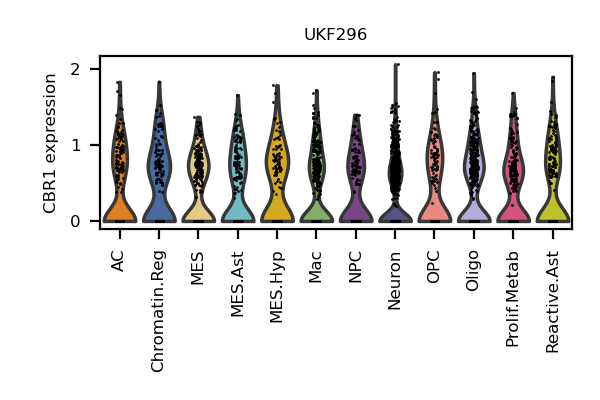 UKF296
CBR1 expression
2
1
0
AC
Chromatin.Reg
MES
MES.Ast
MES.Hyp
Mac
NPC
Neuron
OPC
Oligo
Prolif.Metab
Reactive.Ast